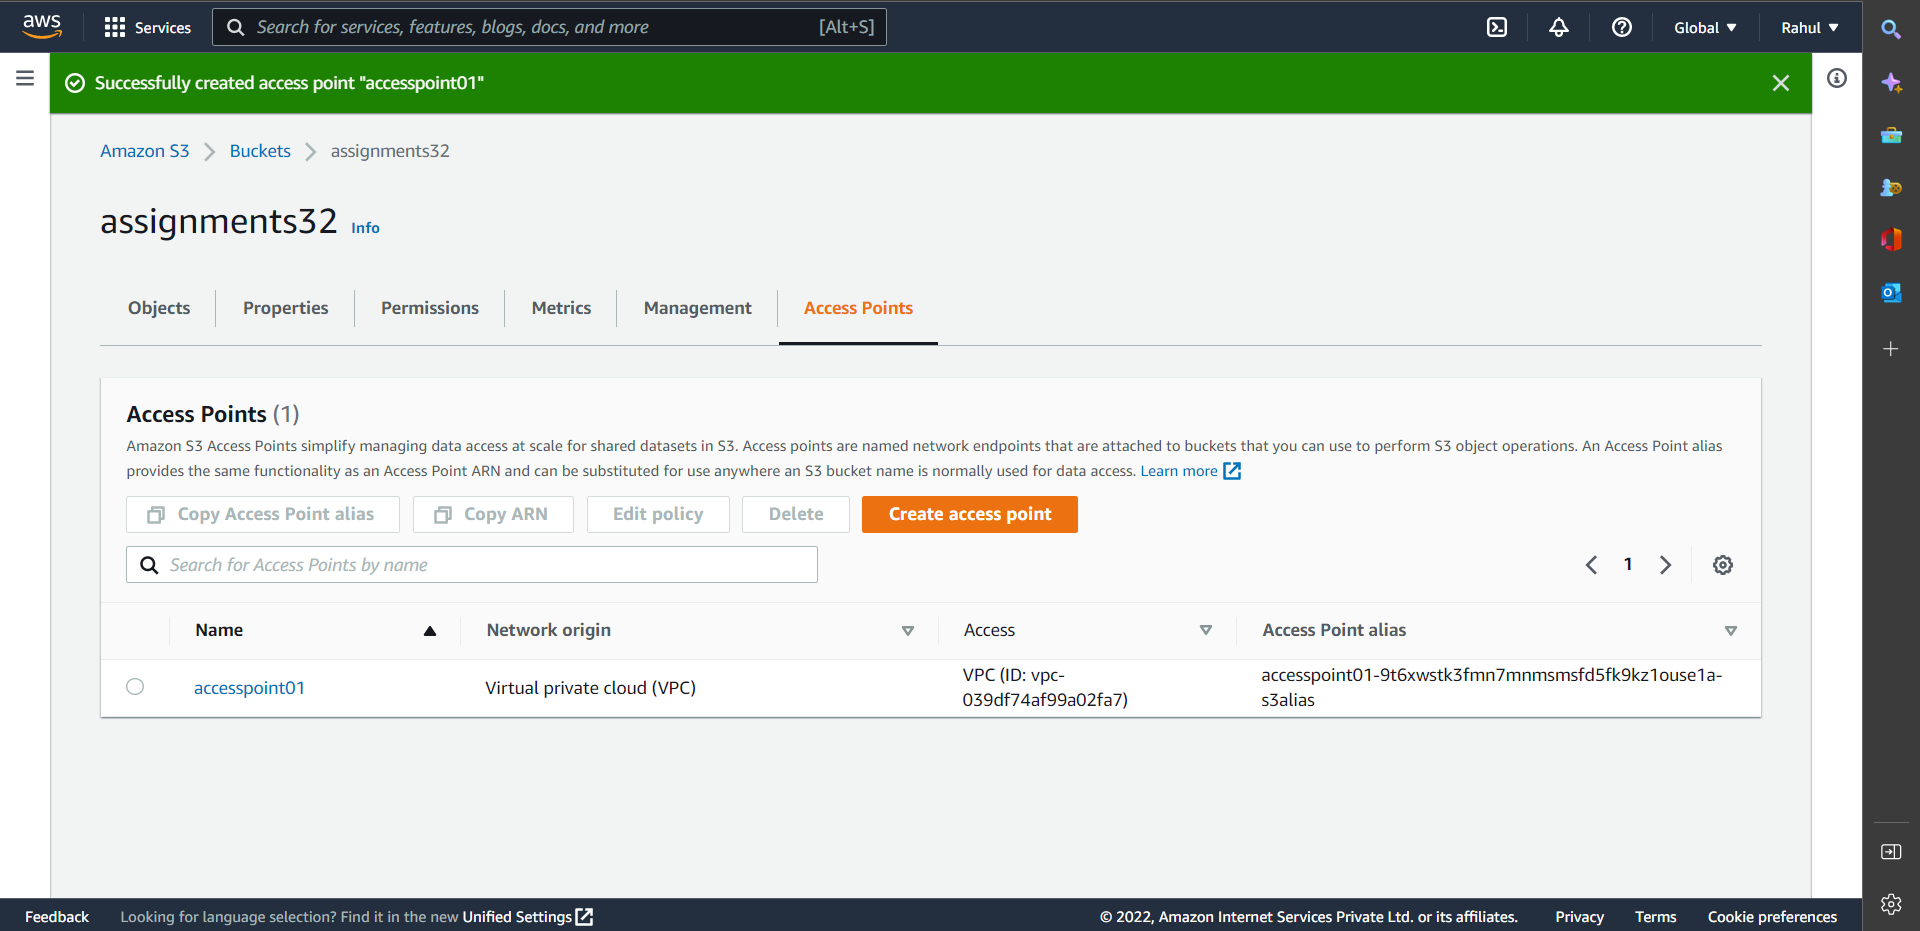 aws
Services
Search for services, features, blogs, docs, and more
[Alt+S]
Global
Rahul
Successfully created access point "accesspoint01"
Amazon S3
Buckets
assignments32
assignments32 Info
Objects
Properties
Permissions
Metrics
Management
Access Points
Access Points (1)
Amazon S3 Access Points simplify managing data access at scale for shared datasets in S3. Access points are named network endpoints that are attached to buckets that you can use to perform S3 object operations. An Access Point alias
provides the same functionality as an Access Point ARN and can be substituted for use anywhere an S3 bucket name is normally used for data access. Learn more
Copy Access Point alias
Copy ARN
Edit policy
Delete
Create access point
Search for Access Points by name
1
Name
Network origin
Access
Access Point alias
accesspoint01
Virtual private cloud (VPC)
VPC (ID: vpc-
039df74af99a02fa7)
accesspoint01-9t6xwstk3fmn7mnmsmsfd5fk9kz1ouse1a-
s3alias
Feedback
Looking for language selection? Find it in the new Unified Settings
© 2022, Amazon Internet Services Private Ltd. or its affiliates.
Privacy
Terms
Cookie preferences